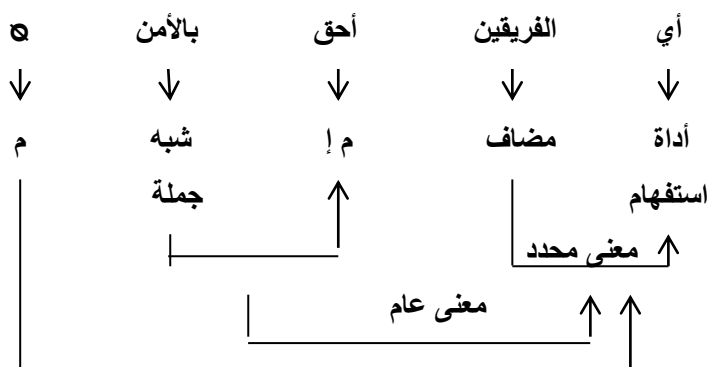 أي الفريقين أحق بالأمن ∅
أداة مضاف م إ شبه م
استفهام جملة
معنى محدد
معنى عام